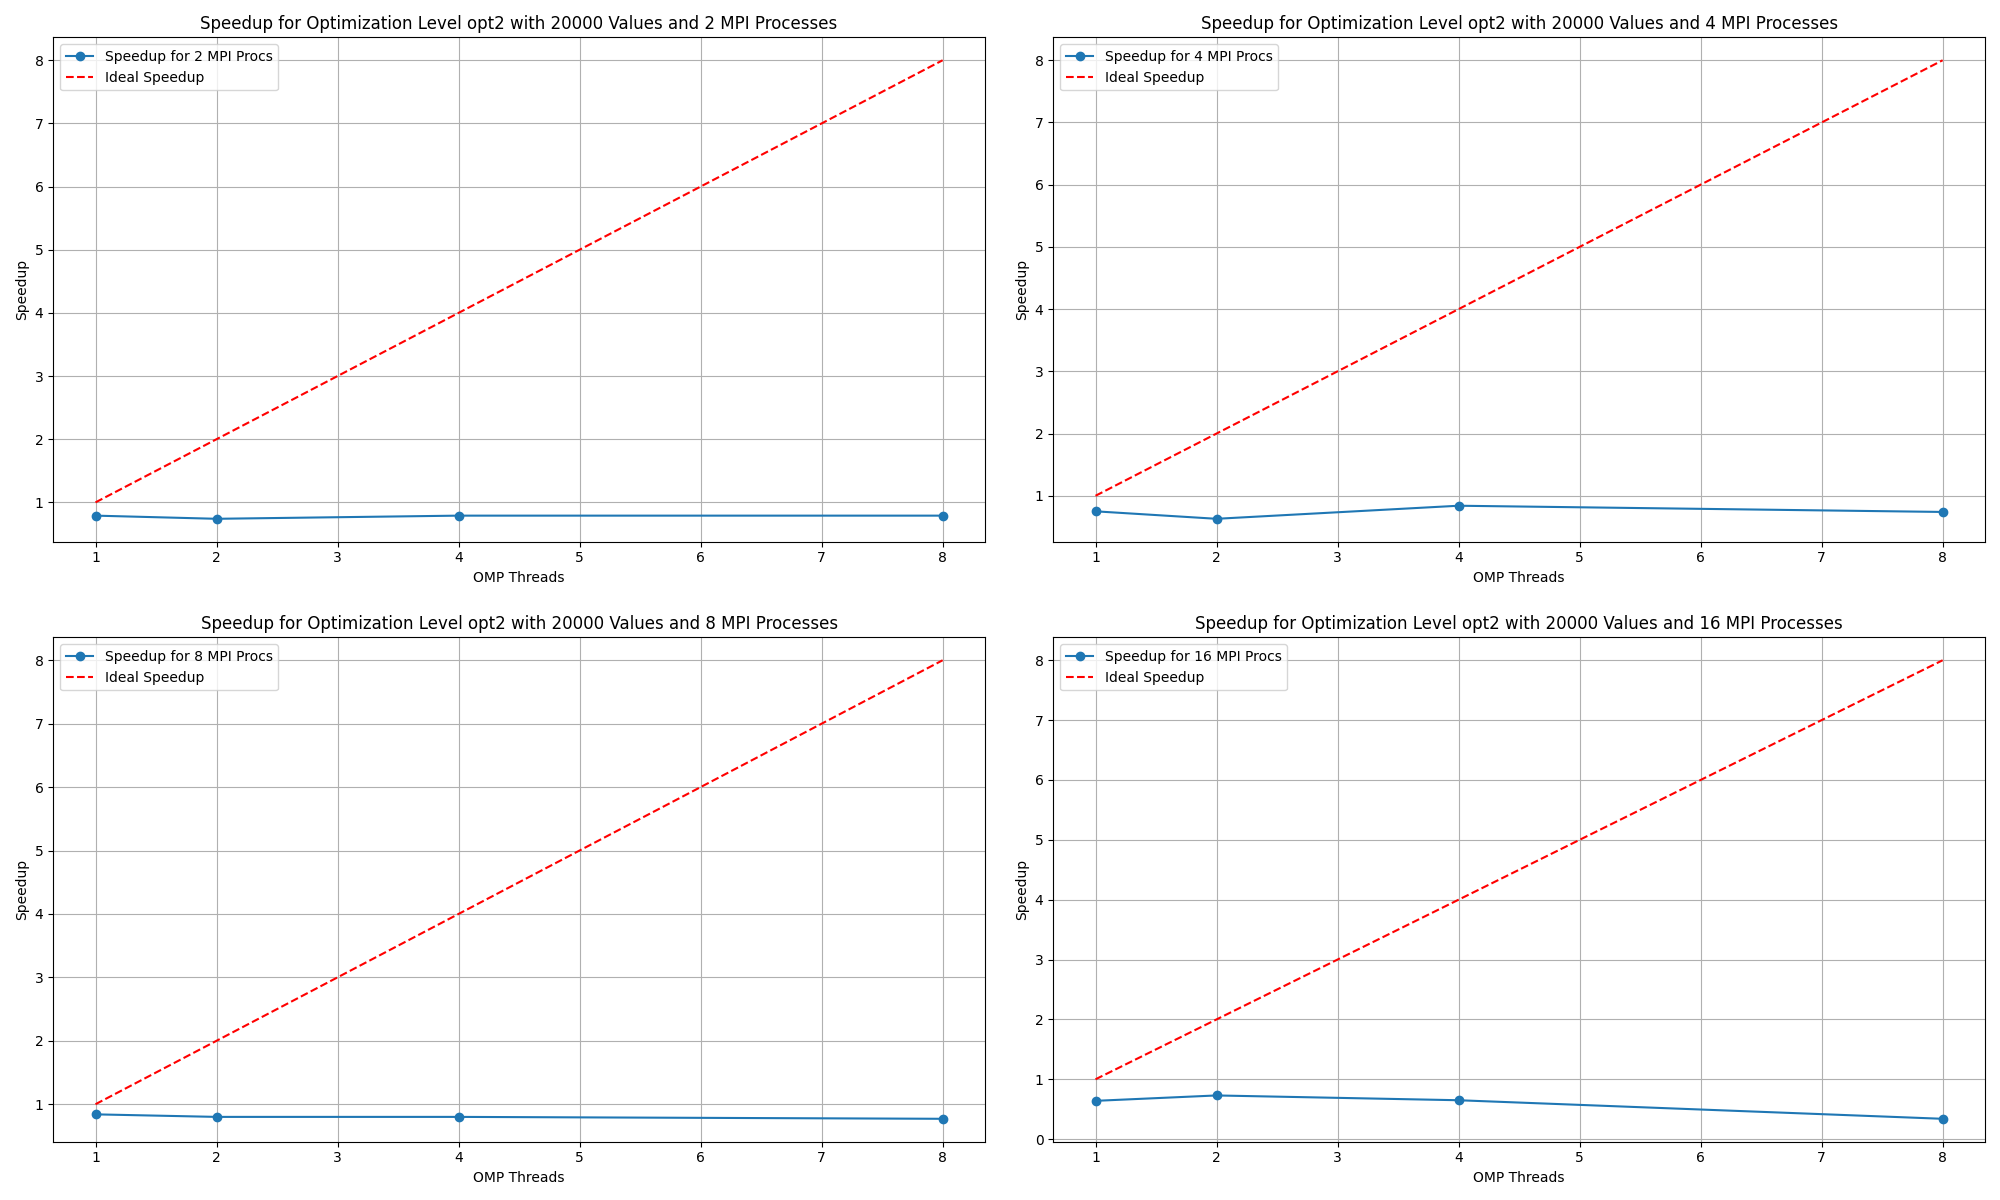 Speedup for Optimization Level opt2 with 20000 Values and 2 MPI Processes
Speedup for 2 MPI Procs
Ideal Speedup
8
7
6
5
4
3
2
1
Speedup
1 2 3 4 5 6 7 8
OMP Threads
Speedup for Optimization Level opt2 with 20000 Values and 4 MPI Processes
Speedup for 4 MPI Procs
Ideal Speedup
8
7
6
5
4
3
2
1
Speedup
1 2 3 4 5 6 7 8
OMP Threads
Speedup for Optimization Level opt2 with 20000 Values and 8 MPI Processes
Speedup for 8 MPI Procs
Ideal Speedup
8
7
6
5
4
3
2
1
Speedup
1 2 3 4 5 6 7 8
OMP Threads
Speedup for Optimization Level opt2 with 20000 Values and 16 MPI Processes
Speedup for 16 MPI Procs
Ideal Speedup
8
7
6
5
4
3
2
1
0
Speedup
1 2 3 4 5 6 7 8
OMP Threads